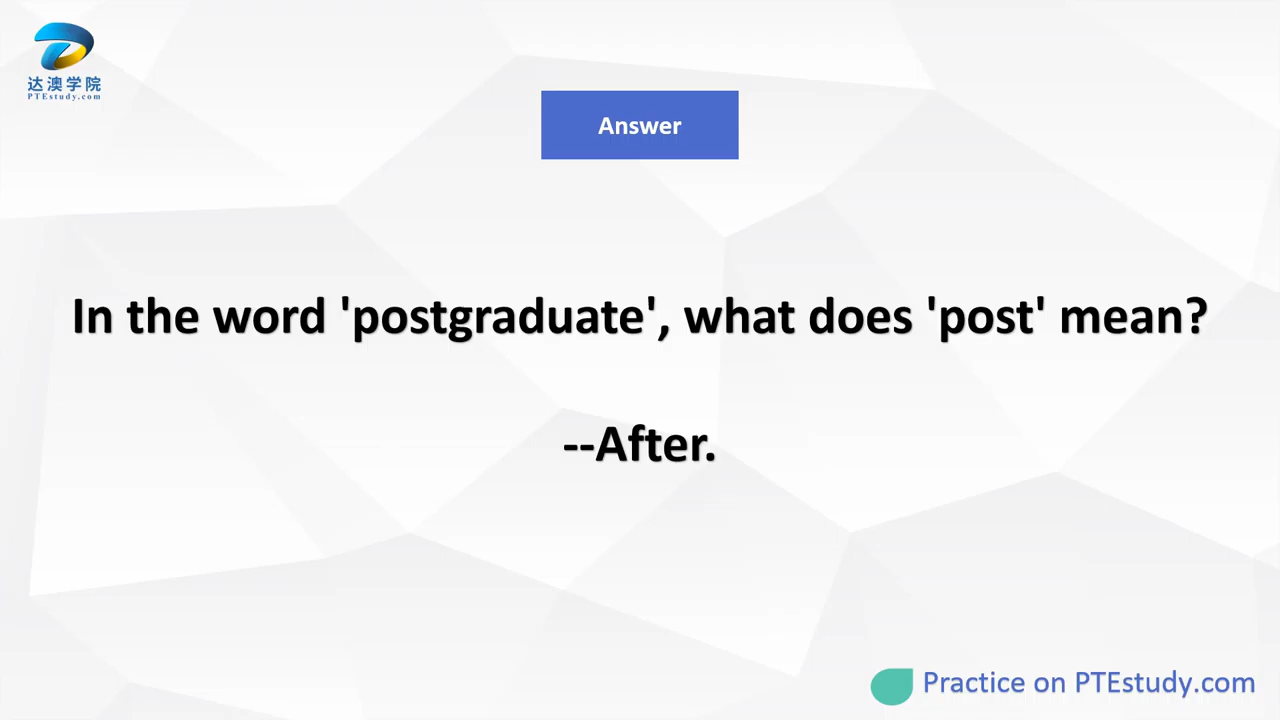 达澳学院
PTEstudy.com
Answer
In the word 'postgraduate', what does 'post' mean?
--After.
Practice on PTEstudy.com